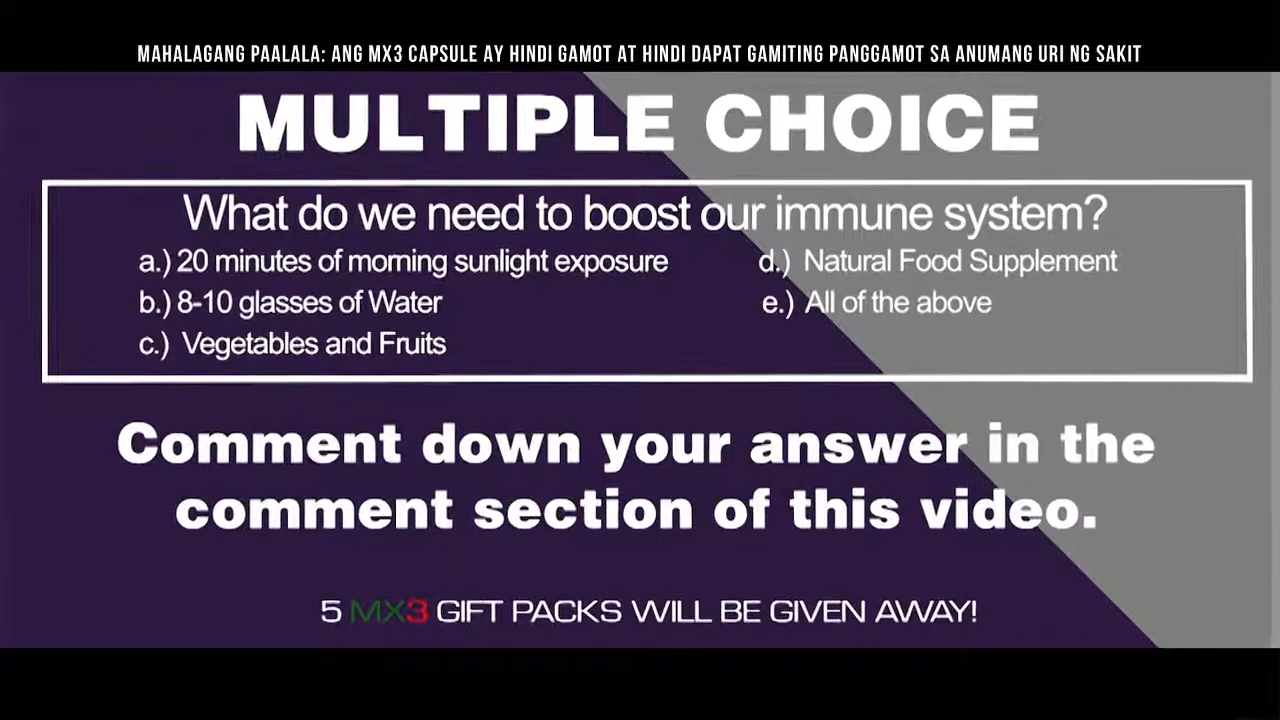 MAHALAGANG PAALALA: ANG MX3 CAPSULE AY HINDI GAMOT AT HINDI DAPAT GAMITING PANGGAMOT SA ANUMANG URI NG SAKIT
MULTIPLE CHOICE
What do we need to boost our immune system?
a.) 20 minutes of morning sunlight exposure
b.) 8-10 glasses of Water
c.) Vegetables and Fruits
d.) Natural Food Supplement
e.) All of the above
Comment down your answer in the
comment section of this video.
5 MX3 GIFT PACKS WILL BE GIVEN AWAY!